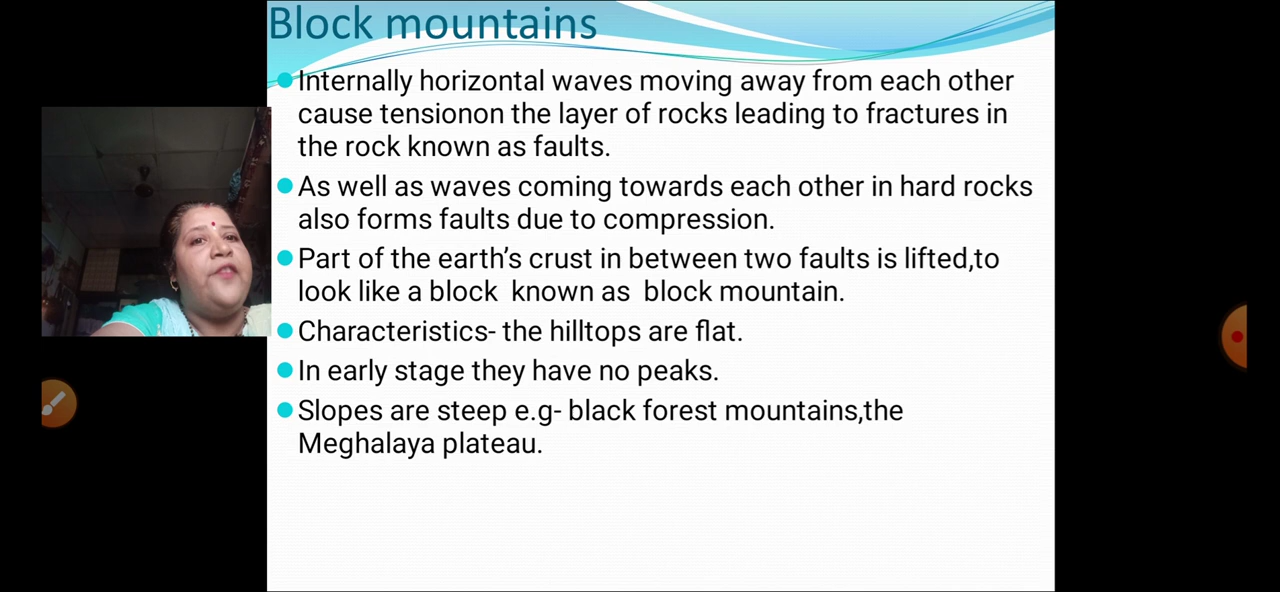 Block mountains
Internally horizontal waves moving away from each other
cause tensionon the layer of rocks leading to fractures in
the rock known as faults.
As well as waves coming towards each other in hard rocks
also forms faults due to compression.
Part of the earth's crust in between two faults is lifted,to
look like a block  known as  block mountain.
Characteristics- the hilltops are flat.
In early stage they have no peaks.
Slopes are steep e.g- black forest mountains,the
Meghalaya plateau.